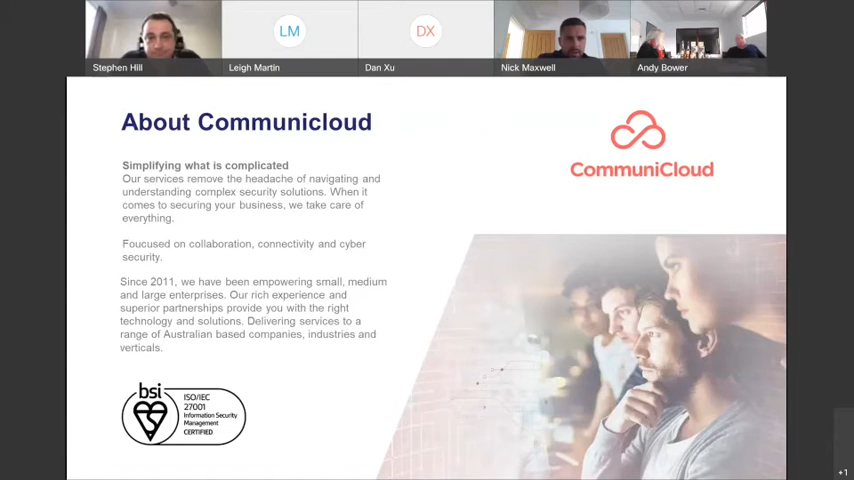 LM
DX
Stephen Hill
Leigh Martin
Dan Xu
Nick Maxwell
Andy Bower
About Communicloud
CommuniCloud
Simplifying what is complicated
Our services remove the headache of navigating and
understanding complex security solutions. When it
comes to securing your business, we take care of
everything.
Foucused on collaboration, connectivity and cyber
security.
Since 2011, we have been empowering small, medium
and large enterprises. Our rich experience and
superior partnerships provide you with the right
technology and solutions. Delivering services to a
range of Australian based companies, industries and
verticals.
bsi
ISO/IEC
27001
Information Security
Management
CERTIFIED
+1